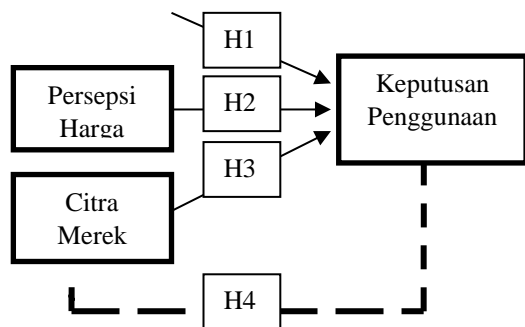 H1
Persepsi
Harga
H2
Keputusan
Penggunaan
H3
Citra
Merek
H4